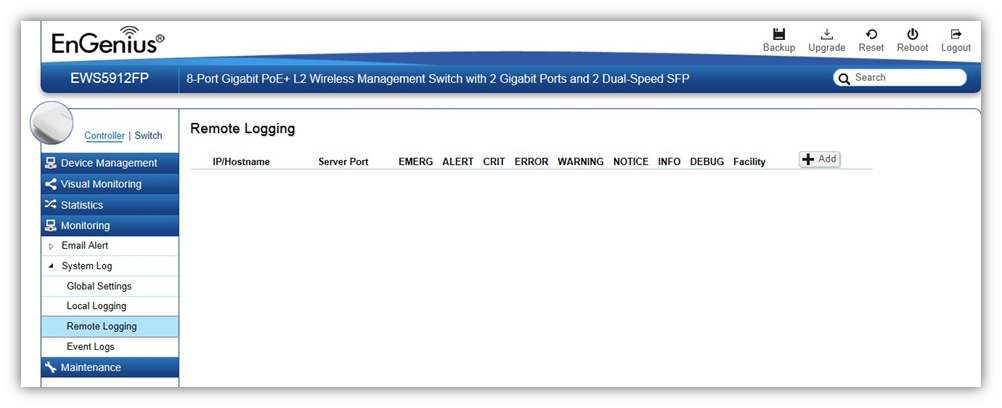 EnGenius®
Backup Upgrade Reset Reboot Logout
EWS5912FP 8-Port Gigabit PoE+ L2 Wireless Management Switch with 2 Gigabit Ports and 2 Dual-Speed SFP Search
Controller | Switch
Remote Logging
IP/Hostname Server Port EMERG ALERT CRIT ERROR WARNING NOTICE INFO DEBUG Facility Add
Device Management
Visual Monitoring
Statistics
Monitoring
Email Alert
System Log
Global Settings
Local Logging
Remote Logging
Event Logs
Maintenance